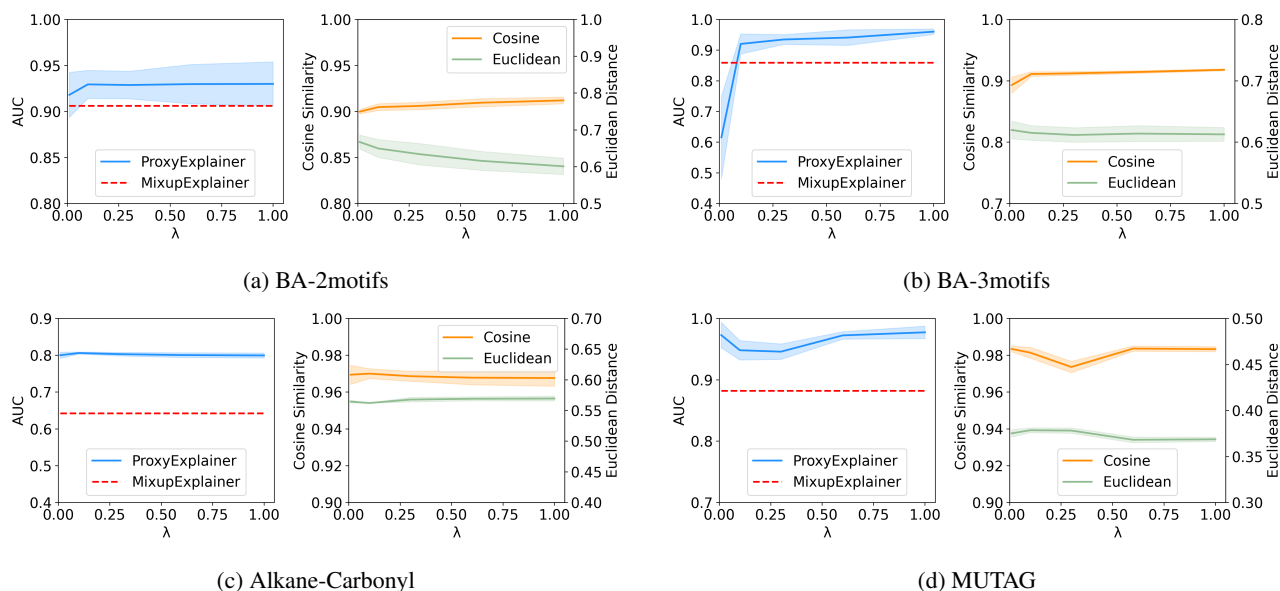 1.00
0.95
0.90
0.85
0.80
AUC
0.00 0.25 0.50 0.75 1.00
λ
ProxyExplainer
MixupExplainer
1.00
0.95
0.90
0.85
0.80
Cosine Similarity
0.00 0.25 0.50 0.75 1.00
λ
1.0
0.9
0.8
0.7
0.6
0.5
Euclidean Distance
Cosine
Euclidean
(a) BA-2motifs
1.0
0.9
0.8
0.7
0.6
0.5
0.4
AUC
0.00 0.25 0.50 0.75 1.00
λ
ProxyExplainer
MixupExplainer
1.0
0.9
0.8
0.7
Cosine Similarity
0.00 0.25 0.50 0.75 1.00
λ
0.8
0.7
0.6
0.5
Euclidean Distance
Cosine
Euclidean
(b) BA-3motifs
0.9
0.8
0.7
0.6
0.5
0.4
AUC
0.00 0.25 0.50 0.75 1.00
λ
ProxyExplainer
MixupExplainer
1.00
0.98
0.96
0.94
0.92
0.90
Cosine Similarity
0.00 0.25 0.50 0.75 1.00
λ
0.70
0.65
0.60
0.55
0.50
0.45
0.40
Euclidean Distance
Cosine
Euclidean
(c) Alkane-Carbonyl
1.0
0.9
0.8
0.7
AUC
0.00 0.25 0.50 0.75 1.00
λ
ProxyExplainer
MixupExplainer
1.00
0.98
0.96
0.94
0.92
0.90
Cosine Similarity
0.00 0.25 0.50 0.75 1.00
λ
0.50
0.45
0.40
0.35
0.30
Euclidean Distance
Cosine
Euclidean
(d) MUTAG